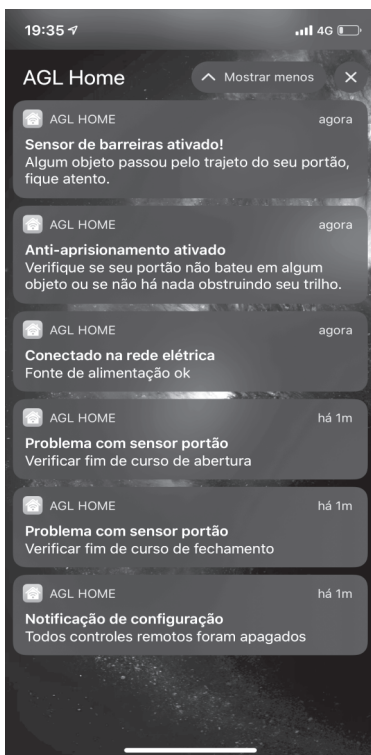 19:35
4G
AGL Home
Mostrar menos
AGL HOME
agora
Sensor de barreiras ativado!
Algum objeto passou pelo trajeto do seu portão,
fique atento.
AGL HOME
agora
Anti-aprisionamento ativado
Verifique se seu portão não bateu em algum
objeto ou se não há nada obstruindo seu trilho.
AGL HOME
agora
Conectado na rede elétrica
Fonte de alimentação ok
AGL HOME
há 1m
Problema com sensor portão
Verificar fim de curso de abertura
AGL HOME
há 1m
Problema com sensor portão
Verificar fim de curso de fechamento
AGL HOME
há 1m
Notificação de configuração
Todos controles remotos foram apagados